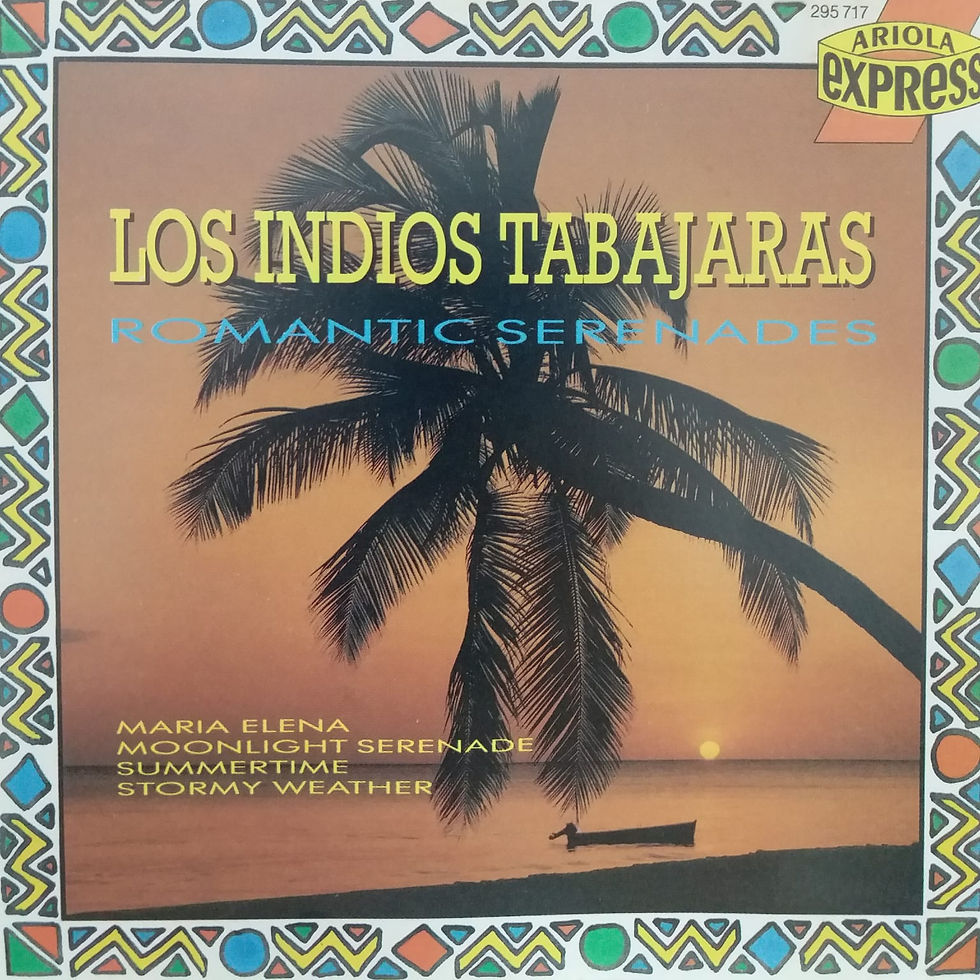 295 717
ARIOLA
EXPRESS
LOS INDIOS TABAJARAS
ROMANTIC SERENADES
MARIA ELENA
MOONLIGHT SERENADE
SUMMERTIME
STORMY WEATHER